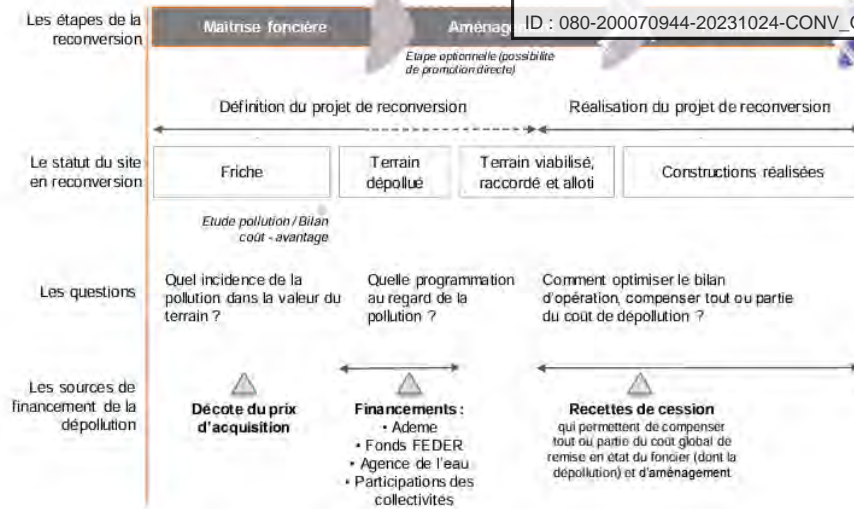 Les étapes de la
reconversion
Maîtrise foncière
Aménag
ID : 080-200070944-20231024-CONV_
Etape optionnelle (possibilité
de promotion directe)
Définition du projet de reconversion
Réalisation du projet de reconversion
Le statut du site
en reconversion
Friche
Terrain
dépollué
Terrain viabilisé,
raccordé et alloti
Constructions réalisées
Etude pollution / Bilan
coût - avantage
Les questions
Quel incidence de la
pollution dans la valeur du
terrain ?
Quelle programmation
au regard de la
pollution ?
Comment optimiser le bilan
d'opération, compenser tout ou partie
du coût de dépollution ?
Les sources de
financement de la
dépollution
Décote du prix
d'acquisition
Financements :
• Ademe
• Fonds FEDER
• Agence de l'eau
• Participations des
collectivités
Recettes de cession
qui permettent de compenser
tout ou partie du coût global de
remise en état du foncier (dont la
dépollution) et d'aménagement